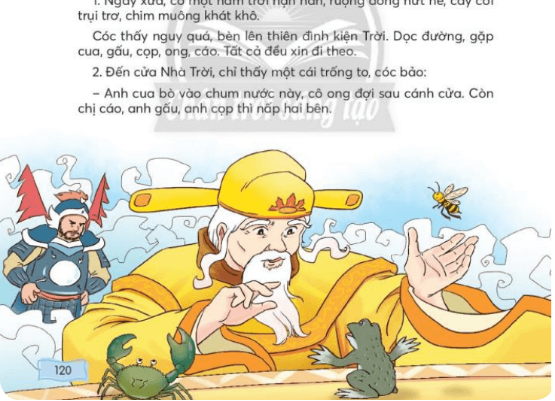 1. Ngày xưa, có một năm trời hạn hán, ruộng đồng nứt nẻ, cây cối
trụi trơ, chim muông khát khô.
Cóc thấy nguy quá, bèn lên thiên đình kiện Trời. Dọc đường, gặp
cua, gấu, cọp, ong, cáo. Tất cả đều xin đi theo.
2. Đến cửa Nhà Trời, chỉ thấy một cái trống to, cóc bảo:
– Anh cua bò vào chum nước này, cô ong đợi sau cánh cửa. Còn
chị cáo, anh gấu, anh cọp thì nấp hai bên.
Chân trời sáng tạo
120